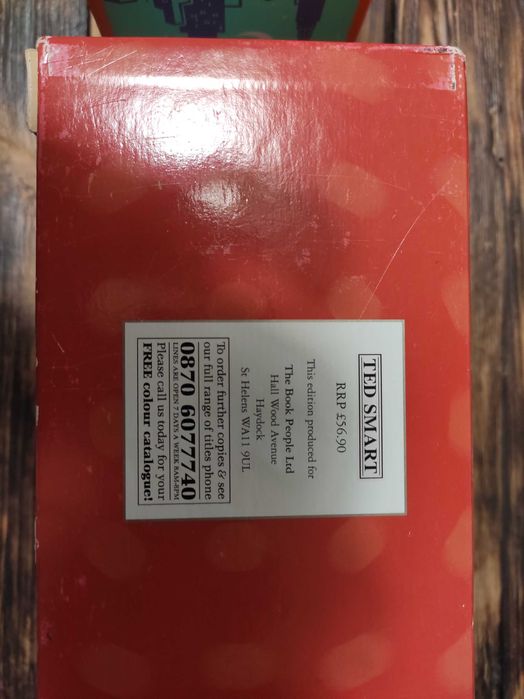 TED SMART
RRP £56.90
This edition produced for
The Book People Ltd
Hall Wood Avenue
Haydock
St Helens WA11 9UL
To order further copies & see
our full range of titles phone
0870 6077740
LINES ARE OPEN 7 DAYS A WEEK 8AM-8PM
Please call us today for your
FREE colour catalogue!